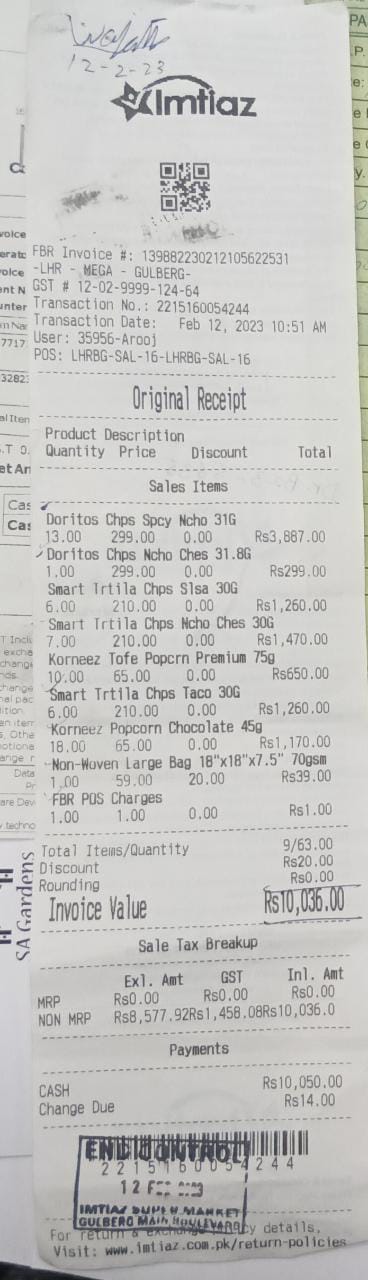 12-2-23
Imtiaz
FBR Invoice #: 139882230212105622531
-LHR - MEGA - GULBERG-
GST # 12-02-9999-124-64
Transaction No.: 2215160054244
Transaction Date: Feb 12, 2023 10:51 AM
User: 35956-Arooj
POS: LHRBG-SAL-16-LHRBG-SAL-16
Original Receipt
Product Description
Quantity Price Discount Total
Sales Items
Doritos Chps Spcy Ncho 31G
13.00 299.00 0.00 Rs3,887.00
Doritos Chps Ncho Ches 31.8G
1.00 299.00 0.00 Rs299.00
Smart Trtila Chps Slsa 30G
6.00 210.00 0.00 Rs1,260.00
Smart Trtila Chps Ncho Ches 30G
7.00 210.00 0.00 Rs1,470.00
Korneez Tofe Popcrn Premium 75g
10.00 65.00 0.00 Rs650.00
Smart Trtila Chps Taco 30G
6.00 210.00 0.00 Rs1,260.00
Korneez Popcorn Chocolate 45g
18.00 65.00 0.00 Rs1,170.00
Non-Woven Large Bag 18"x18"x7.5" 70gsm
1.00 59.00 20.00 Rs39.00
FBR POS Charges
1.00 1.00 0.00 Rs1.00
Total Items/Quantity 9/63.00
Discount Rs20.00
Rounding Rs0.00
Invoice Value Rs10,036.00
Sale Tax Breakup
Exl. Amt GST Inl. Amt
MRP Rs0.00 Rs0.00 Rs0.00
NON MRP Rs8,577.92Rs1,458.08Rs10,036.0
Payments
CASH Rs10,050.00
Change Due Rs14.00
END CONTROL
2215160054244
12 FEB
IMTIAZ SUPER MARKET
GULBERG MAIN BOULEVARD
For return & exchange policy details,
Visit: www.imtiaz.com.pk/return-policies
SA Gardens